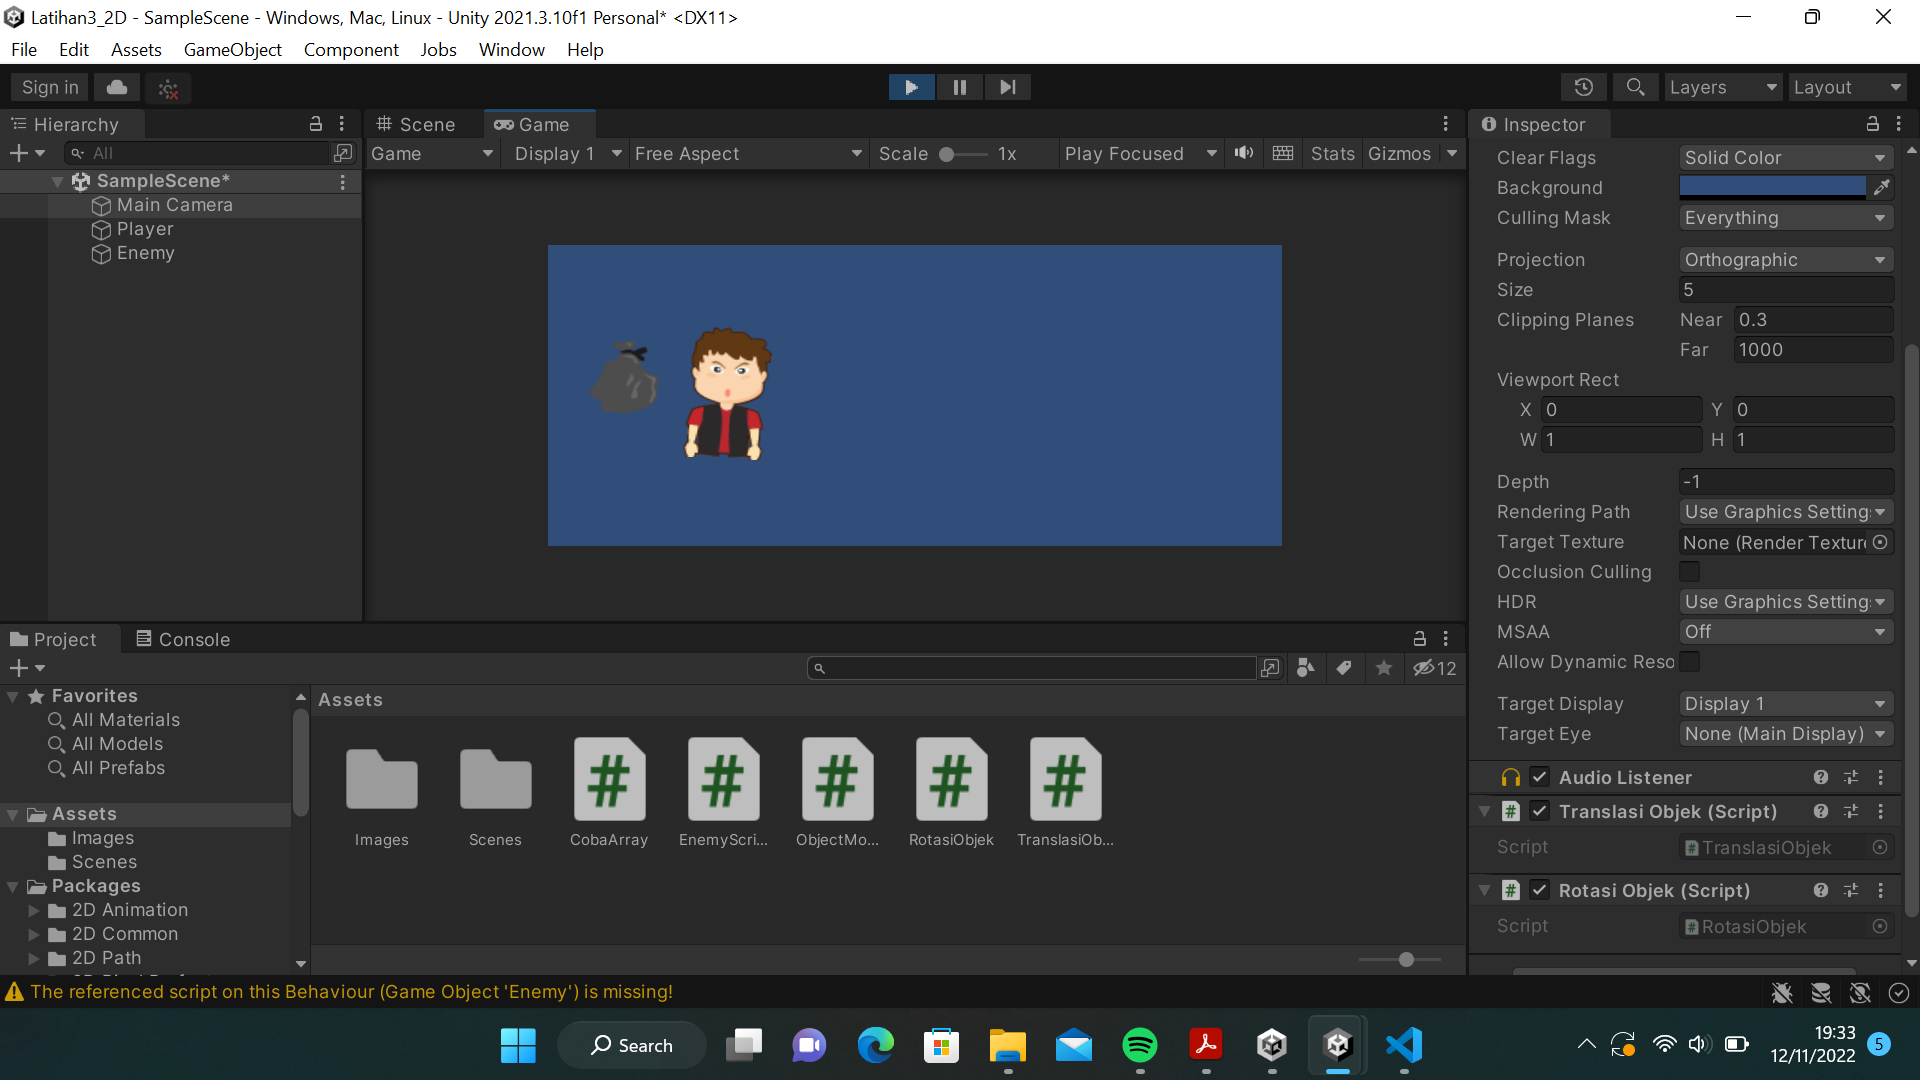 Latihan3_2D - SampleScene - Windows, Mac, Linux - Unity 2021.3.10f1 Personal* <DX11>
File Edit Assets GameObject Component Jobs Window Help
Sign in
Layers
Layout
Hierarchy
All
SampleScene*
Main Camera
Player
Enemy
Scene
Game
Game
Display 1
Free Aspect
Scale
1x
Play Focused
Stats
Gizmos
Inspector
Clear Flags Solid Color
Background
Culling Mask Everything
Projection Orthographic
Size 5
Clipping Planes Near 0.3
Far 1000
Viewport Rect
X 0 Y 0
W 1 H 1
Depth -1
Rendering Path Use Graphics Setting
Target Texture None (Render Textur
Occlusion Culling
HDR Use Graphics Setting
MSAA Off
Allow Dynamic Reso
Target Display Display 1
Target Eye None (Main Display)
Audio Listener
# Translasi Objek (Script)
Script # TranslasiObjek
# Rotasi Objek (Script)
Script # RotasiObjek
Project
Console
12
Favorites
All Materials
All Models
All Prefabs
Assets
Images
Scenes
Packages
2D Animation
2D Common
2D Path
Assets
# # # # #
Images Scenes CobaArray EnemyScri... ObjectMo... RotasiObjek TranslasiOb...
The referenced script on this Behaviour (Game Object 'Enemy') is missing!
Search
19:33
12/11/2022
5